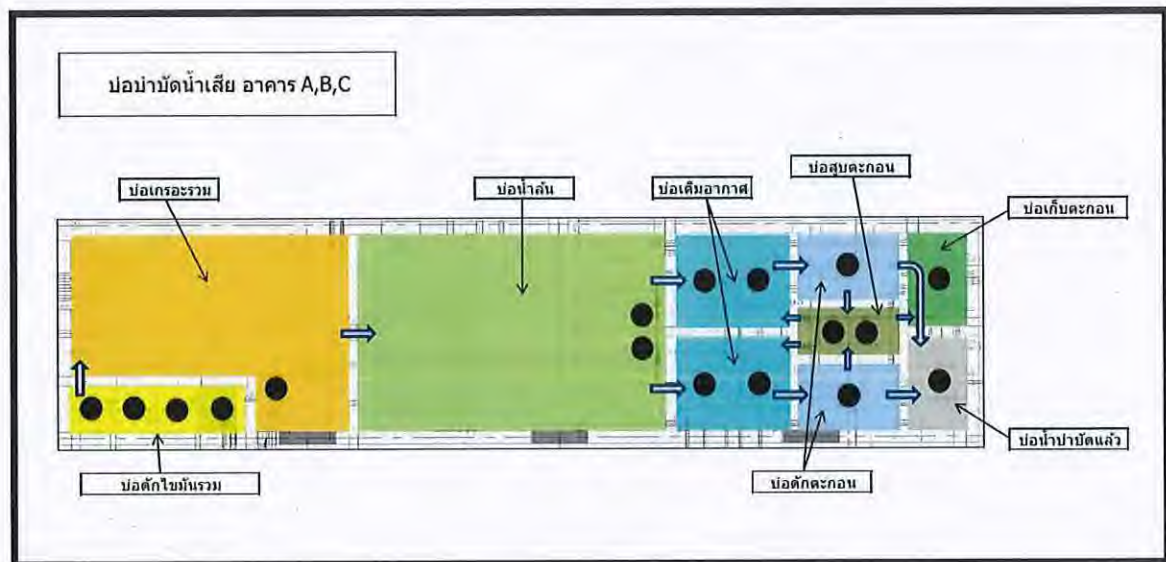 บ่อบำบัดน้ำเสีย อาคาร A,B,C
บ่อสูบตะกอน
บ่อเกรอะรวม
บ่อน้ำล้น
บ่อเติมอากาศ
บ่อเก็บตะกอน
บ่อน้ำบำบัดแล้ว
บ่อดักไขมันรวม
บ่อดักตะกอน